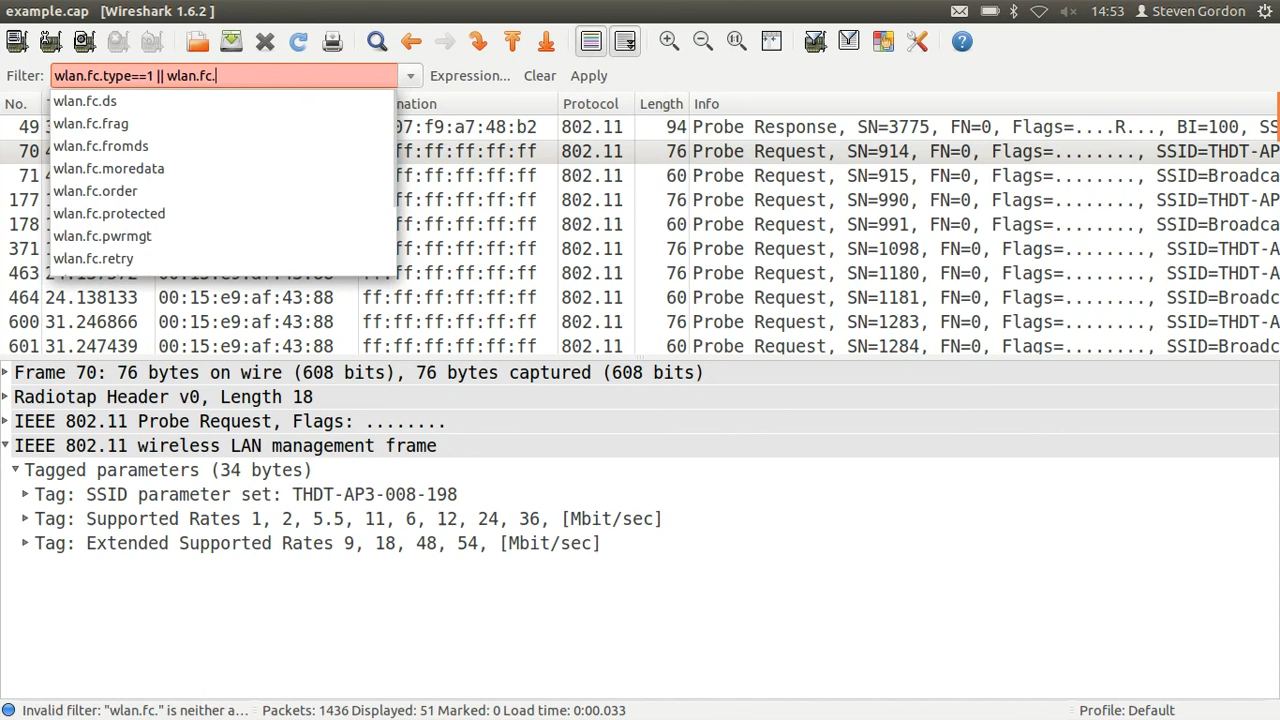 example.cap [Wireshark 1.6.2 ] 14:53 Steven Gordon
Filter: wlan.fc.type==1 || wlan.fc. Expression... Clear Apply
No. nation Protocol Length Info
wlan.fc.ds
wlan.fc.frag
wlan.fc.fromds
wlan.fc.moredata
wlan.fc.order
wlan.fc.protected
wlan.fc.pwrmgt
wlan.fc.retry
49 07:f9:a7:48:b2 802.11 94 Probe Response, SN=3775, FN=0, Flags=....R..., BI=100, SS
70 ff:ff:ff:ff:ff 802.11 76 Probe Request, SN=914, FN=0, Flags=........, SSID=THDT-AP
71 ff:ff:ff:ff:ff 802.11 60 Probe Request, SN=915, FN=0, Flags=........, SSID=Broadca
177 ff:ff:ff:ff:ff 802.11 76 Probe Request, SN=990, FN=0, Flags=........, SSID=THDT-AP
178 ff:ff:ff:ff:ff 802.11 60 Probe Request, SN=991, FN=0, Flags=........, SSID=Broadca
371 ff:ff:ff:ff:ff 802.11 76 Probe Request, SN=1098, FN=0, Flags=........, SSID=THDT-A
463 ff:ff:ff:ff:ff 802.11 76 Probe Request, SN=1180, FN=0, Flags=........, SSID=THDT-A
464 24.138133 00:15:e9:af:43:88 ff:ff:ff:ff:ff:ff 802.11 60 Probe Request, SN=1181, FN=0, Flags=........, SSID=Broadc
600 31.246866 00:15:e9:af:43:88 ff:ff:ff:ff:ff:ff 802.11 76 Probe Request, SN=1283, FN=0, Flags=........, SSID=THDT-A
601 31.247439 00:15:e9:af:43:88 ff:ff:ff:ff:ff:ff 802.11 60 Probe Request, SN=1284, FN=0, Flags=........, SSID=Broadc
Frame 70: 76 bytes on wire (608 bits), 76 bytes captured (608 bits)
Radiotap Header v0, Length 18
IEEE 802.11 Probe Request, Flags: ........
IEEE 802.11 wireless LAN management frame
Tagged parameters (34 bytes)
Tag: SSID parameter set: THDT-AP3-008-198
Tag: Supported Rates 1, 2, 5.5, 11, 6, 12, 24, 36, [Mbit/sec]
Tag: Extended Supported Rates 9, 18, 48, 54, [Mbit/sec]
Invalid filter: "wlan.fc." is neither a... Packets: 1436 Displayed: 51 Marked: 0 Load time: 0:00.033 Profile: Default